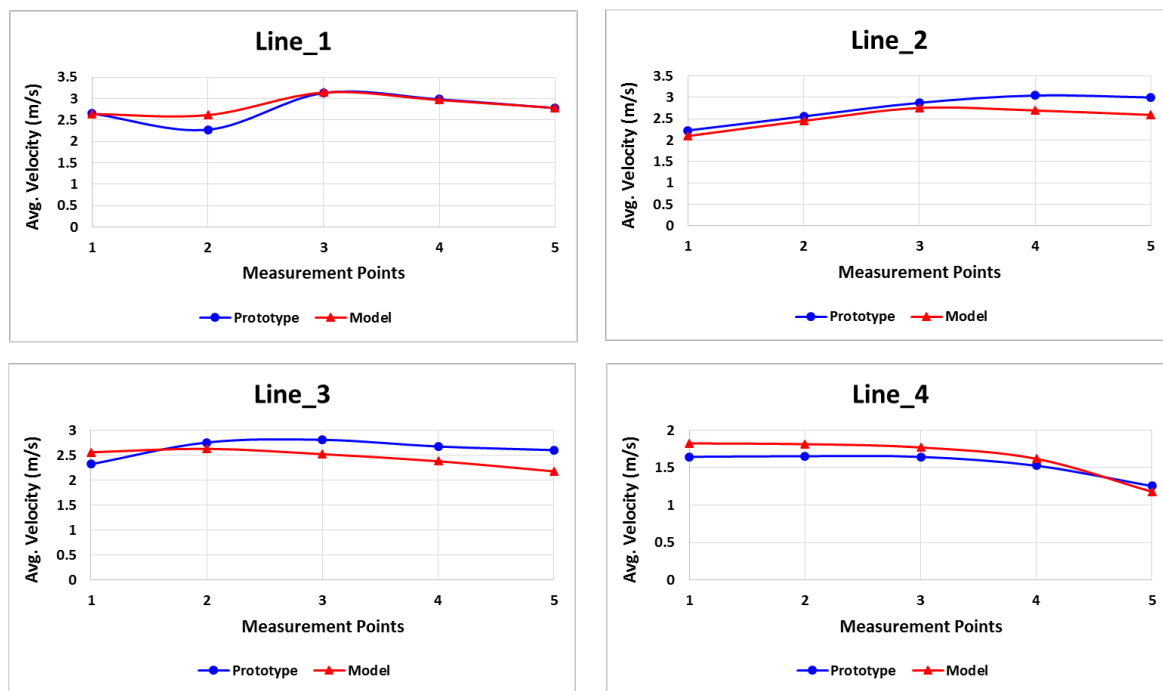 Line_1
Avg. Velocity (m/s)
3.5
3
2.5
2
1.5
1
0.5
0
1 2 3 4 5
Measurement Points
Prototype Model
Line_2
Avg. Velocity (m/s)
3.5
3
2.5
2
1.5
1
0.5
0
1 2 3 4 5
Measurement Points
Prototype Model
Line_3
Avg. Velocity (m/s)
3
2.5
2
1.5
1
0.5
0
1 2 3 4 5
Measurement Points
Prototype Model
Line_4
Avg. Velocity (m/s)
2
1.5
1
0.5
0
1 2 3 4 5
Measurement Points
Prototype Model